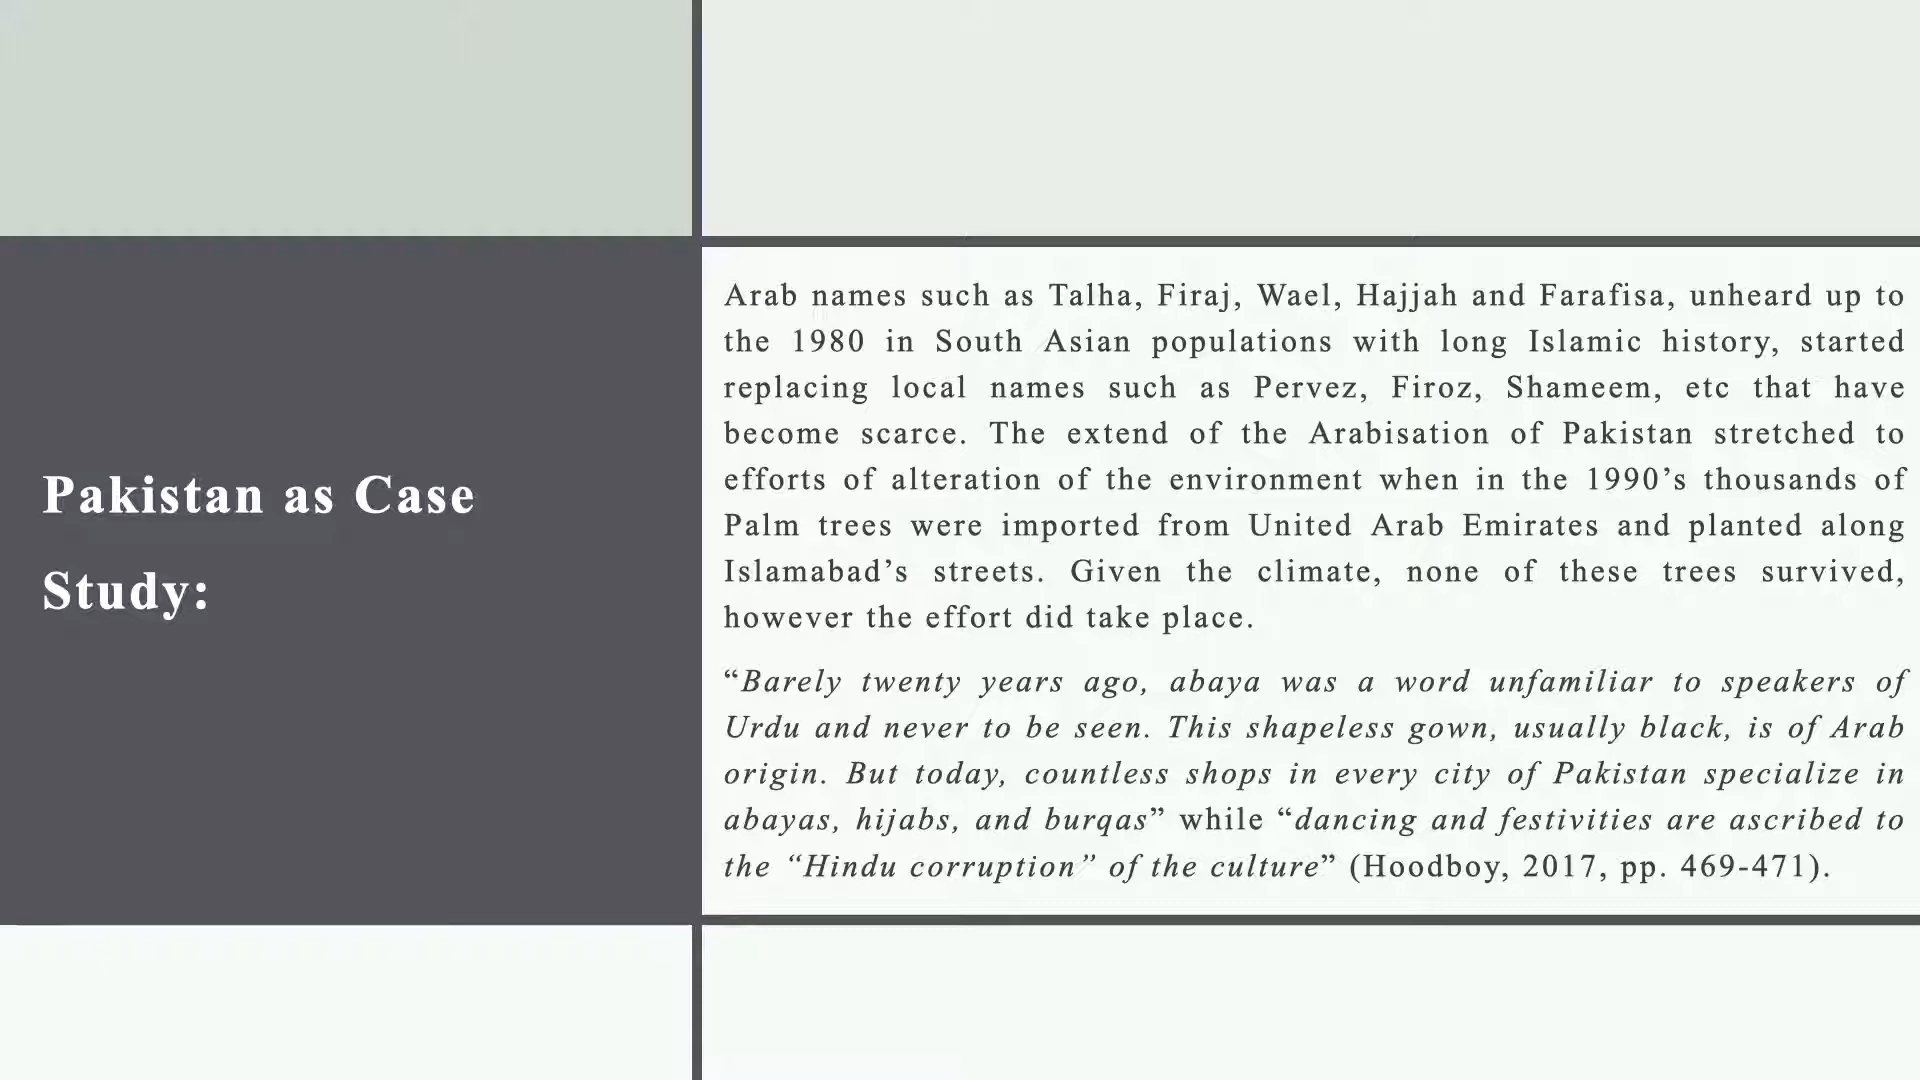 Pakistan as Case
Study:
Arab names such as Talha, Firaj, Wael, Hajjah and Farafisa, unheard up to
the 1980 in South Asian populations with long Islamic history, started
replacing local names such as Pervez, Firoz, Shameem, etc that have
become scarce. The extend of the Arabisation of Pakistan stretched to
efforts of alteration of the environment when in the 1990’s thousands of
Palm trees were imported from United Arab Emirates and planted along
Islamabad’s streets. Given the climate, none of these trees survived,
however the effort did take place.
“Barely twenty years ago, abaya was a word unfamiliar to speakers of
Urdu and never to be seen. This shapeless gown, usually black, is of Arab
origin. But today, countless shops in every city of Pakistan specialize in
abayas, hijabs, and burqas” while “dancing and festivities are ascribed to
the “Hindu corruption” of the culture” (Hoodboy, 2017, pp. 469-471).